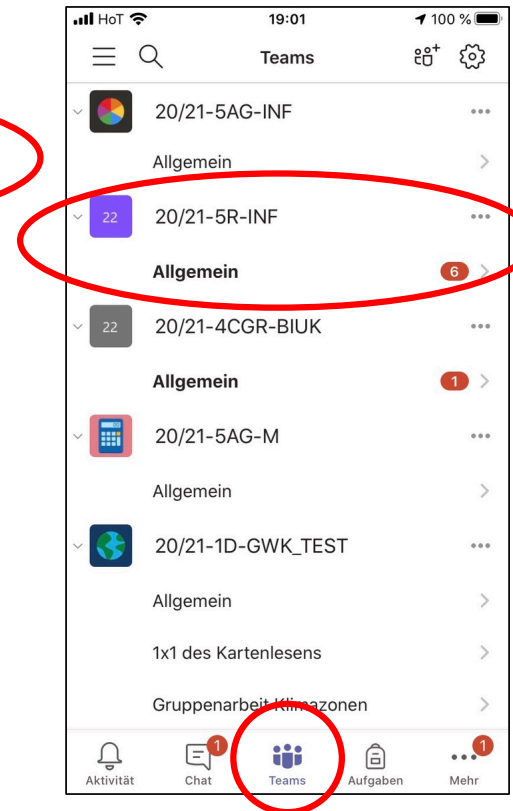 HoT 19:01 100 %
Teams
20/21-5AG-INF
Allgemein
22 20/21-5R-INF
Allgemein 6
22 20/21-4CGR-BIUK
Allgemein 1
20/21-5AG-M
Allgemein
20/21-1D-GWK_TEST
Allgemein
1x1 des Kartenlesens
Gruppenarbeit Klimazonen
1 1
Aktivität Chat Teams Aufgaben Mehr